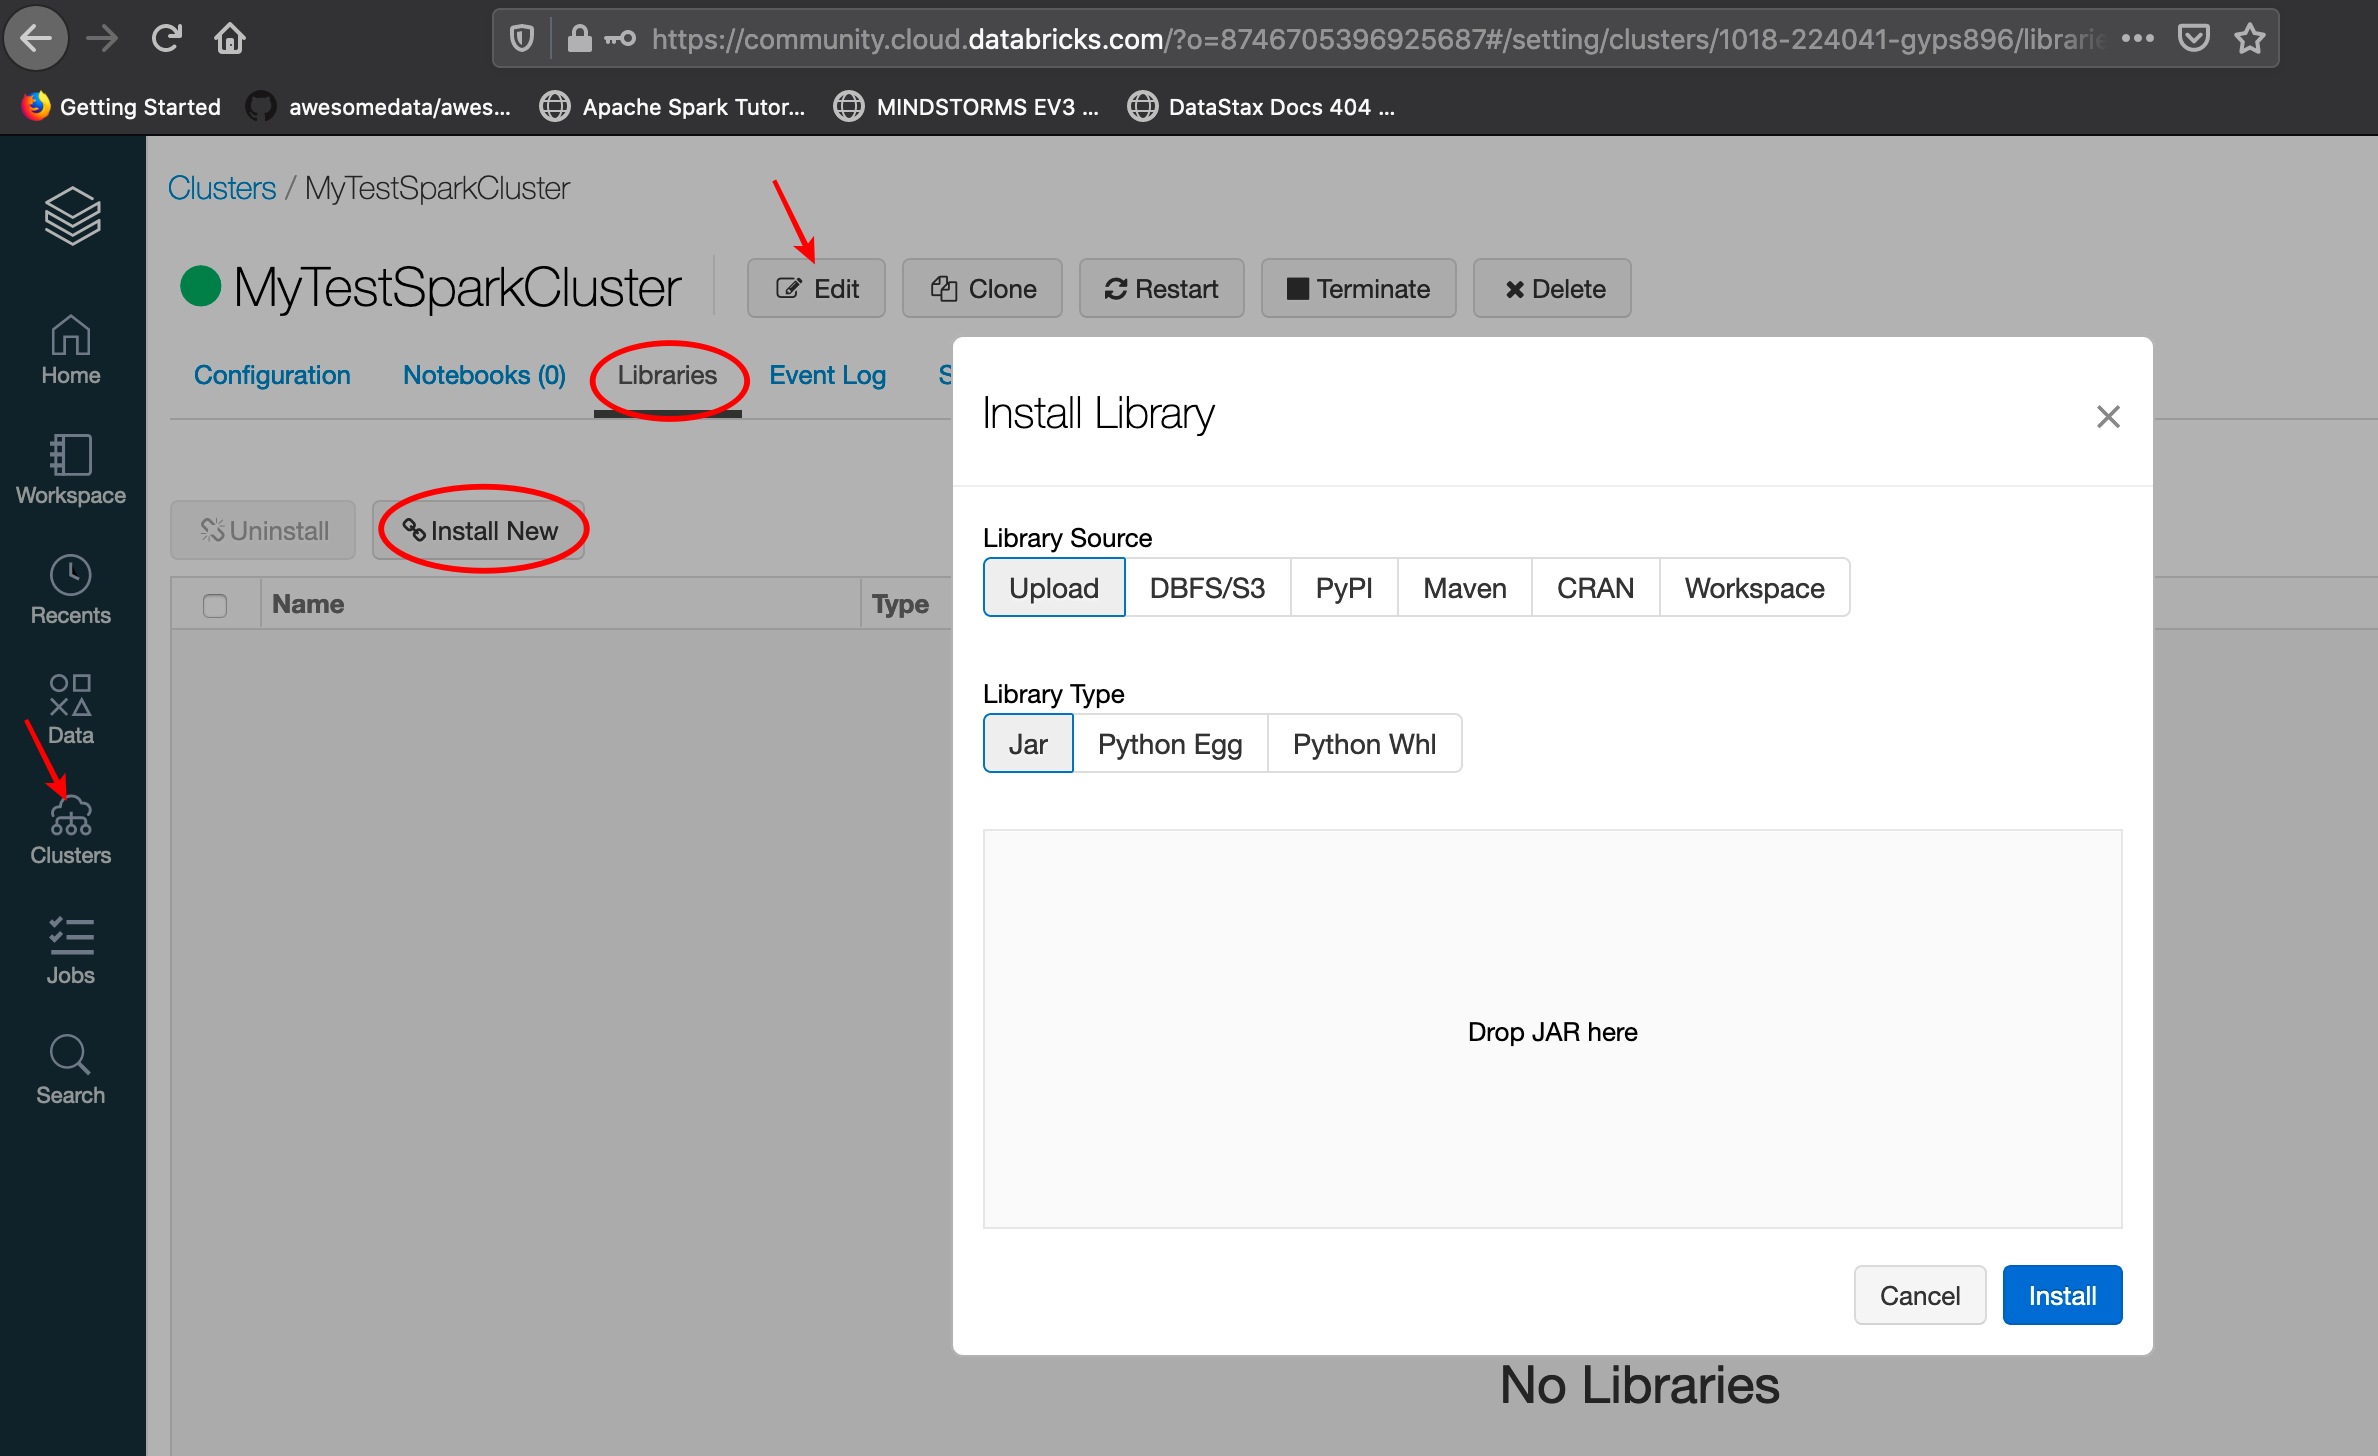 https://community.cloud.databricks.com/?o=8746705396925687#/setting/clusters/1018-224041-gyps896/librarie
Getting Started awesomedata/awes... Apache Spark Tutor... MINDSTORMS EV3 ... DataStax Docs 404 ...
Clusters / MyTestSparkCluster
MyTestSparkCluster Edit Clone Restart Terminate Delete
Configuration Notebooks (0) Libraries Event Log S
Uninstall Install New
Name Type
Home
Workspace
Recents
Data
Clusters
Jobs
Search
Install Library
Library Source
Upload DBFS/S3 PyPI Maven CRAN Workspace
Library Type
Jar Python Egg Python Whl
Drop JAR here
Cancel Install
No Libraries